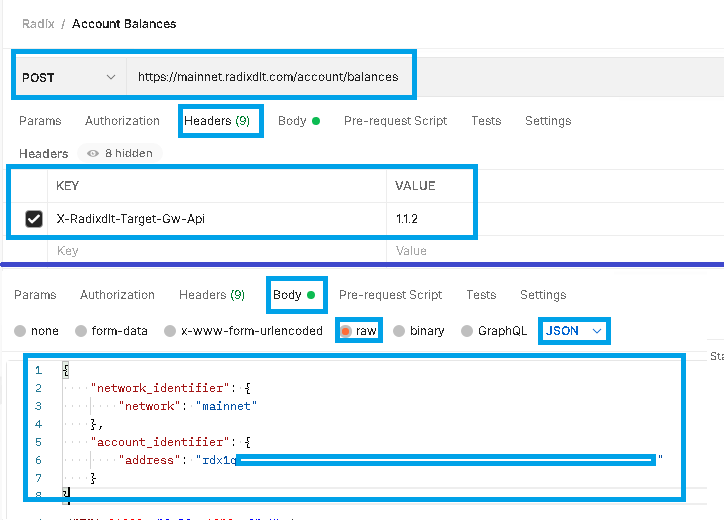 Radix / Account Balances
POST https://mainnet.radixdlt.com/account/balances
Params Authorization Headers (9) Body Pre-request Script Tests Settings
Headers 8 hidden
KEY VALUE
X-Radixdlt-Target-Gw-Api 1.1.2
Key Value
Params Authorization Headers (9) Body Pre-request Script Tests Settings
none form-data x-www-form-urlencoded raw binary GraphQL JSON
Sta
1 {
2 "network_identifier": {
3 "network": "mainnet"
4 },
5 "account_identifier": {
6 "address": "rdx1q "
7 }
8 }